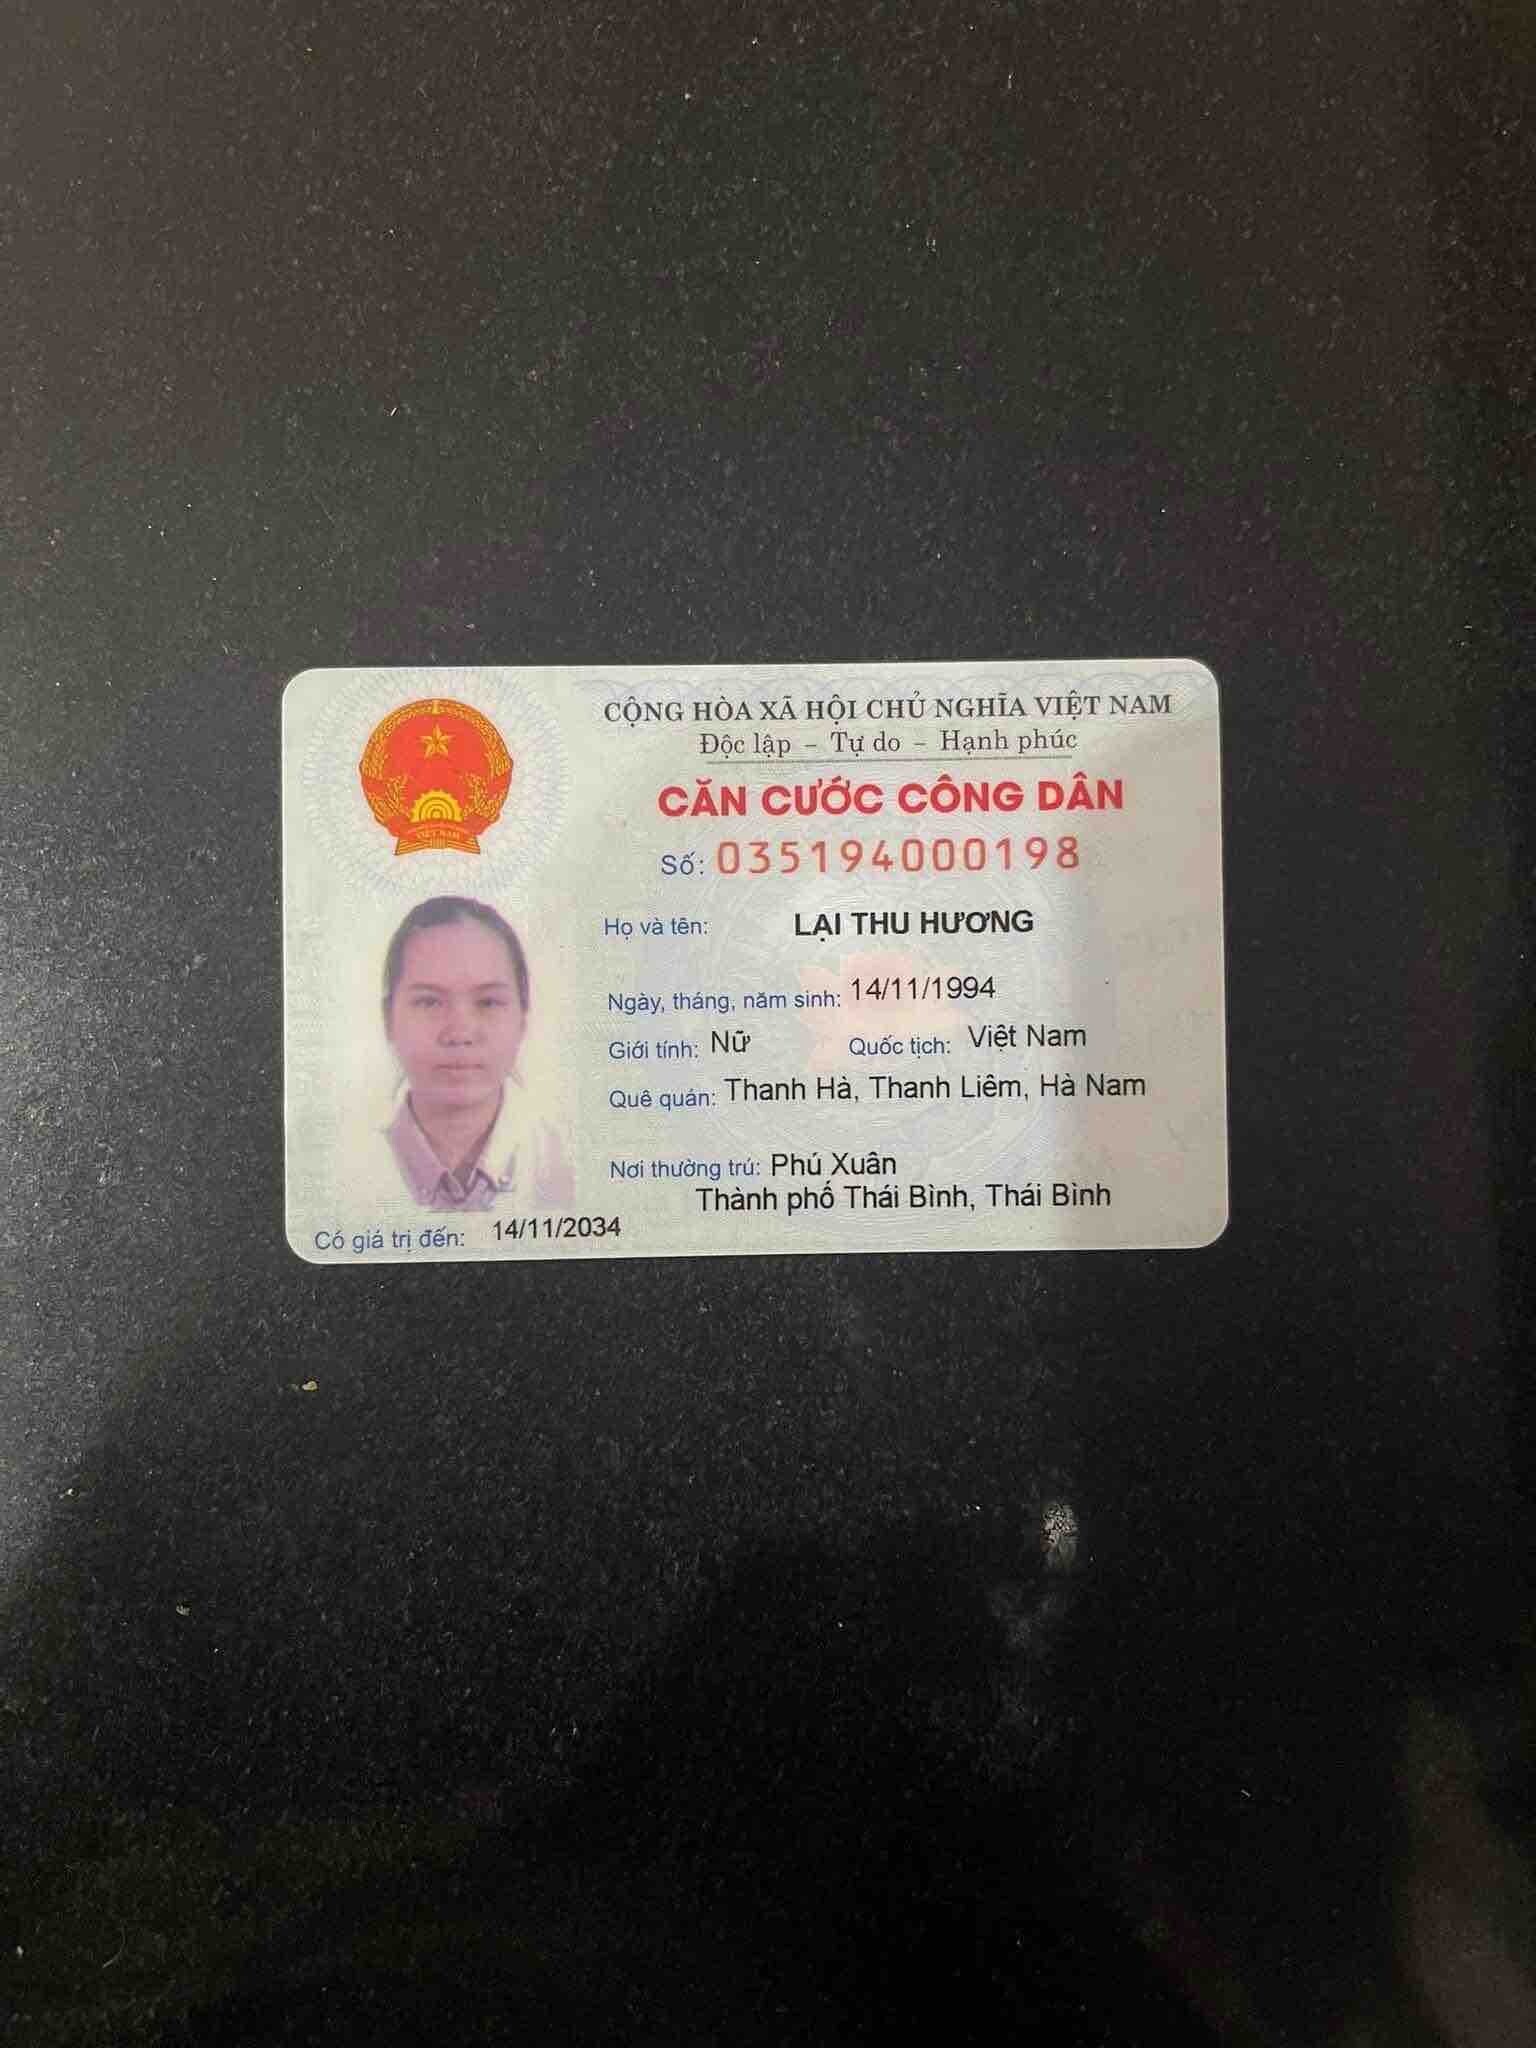 CỘNG HÒA XÃ HỘI CHỦ NGHĨA VIỆT NAM
Độc lập – Tự do – Hạnh phúc
CĂN CƯỚC CÔNG DÂN
Số: 035194000198
VIỆT NAM
Họ và tên: LẠI THU HƯƠNG
Ngày, tháng, năm sinh: 14/11/1994
Giới tính: Nữ Quốc tịch: Việt Nam
Quê quán: Thanh Hà, Thanh Liêm, Hà Nam
Nơi thường trú: Phú Xuân
Thành phố Thái Bình, Thái Bình
Có giá trị đến: 14/11/2034